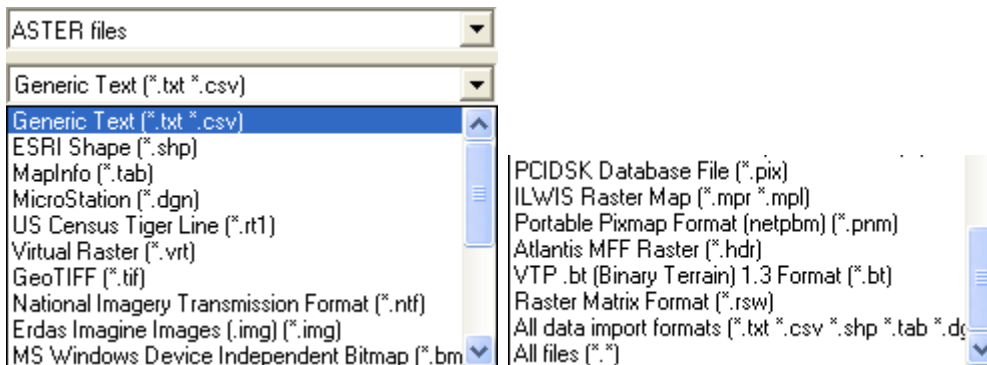 ASTER files
Generic Text (*.txt *.csv)
Generic Text (*.txt *.csv)
ESRI Shape (*.shp)
MapInfo (*.tab)
MicroStation (*.dgn)
US Census Tiger Line (*.rt1)
Virtual Raster (*.vrt)
GeoTIFF (*.tif)
National Imagery Transmission Format (*.ntf)
Erdas Imagine Images (.img) (*.img)
MS Windows Device Independent Bitmap (*.bm
PCIDSK Database File (*.pix)
ILWIS Raster Map (*.mpr *.mpl)
Portable Pixmap Format (netpbm) (*.pnm)
Atlantis MFF Raster (*.hdr)
VTP .bt (Binary Terrain) 1.3 Format (*.bt)
Raster Matrix Format (*.rsw)
All data import formats (*.txt *.csv *.shp *.tab *.dg
All files (*.*)